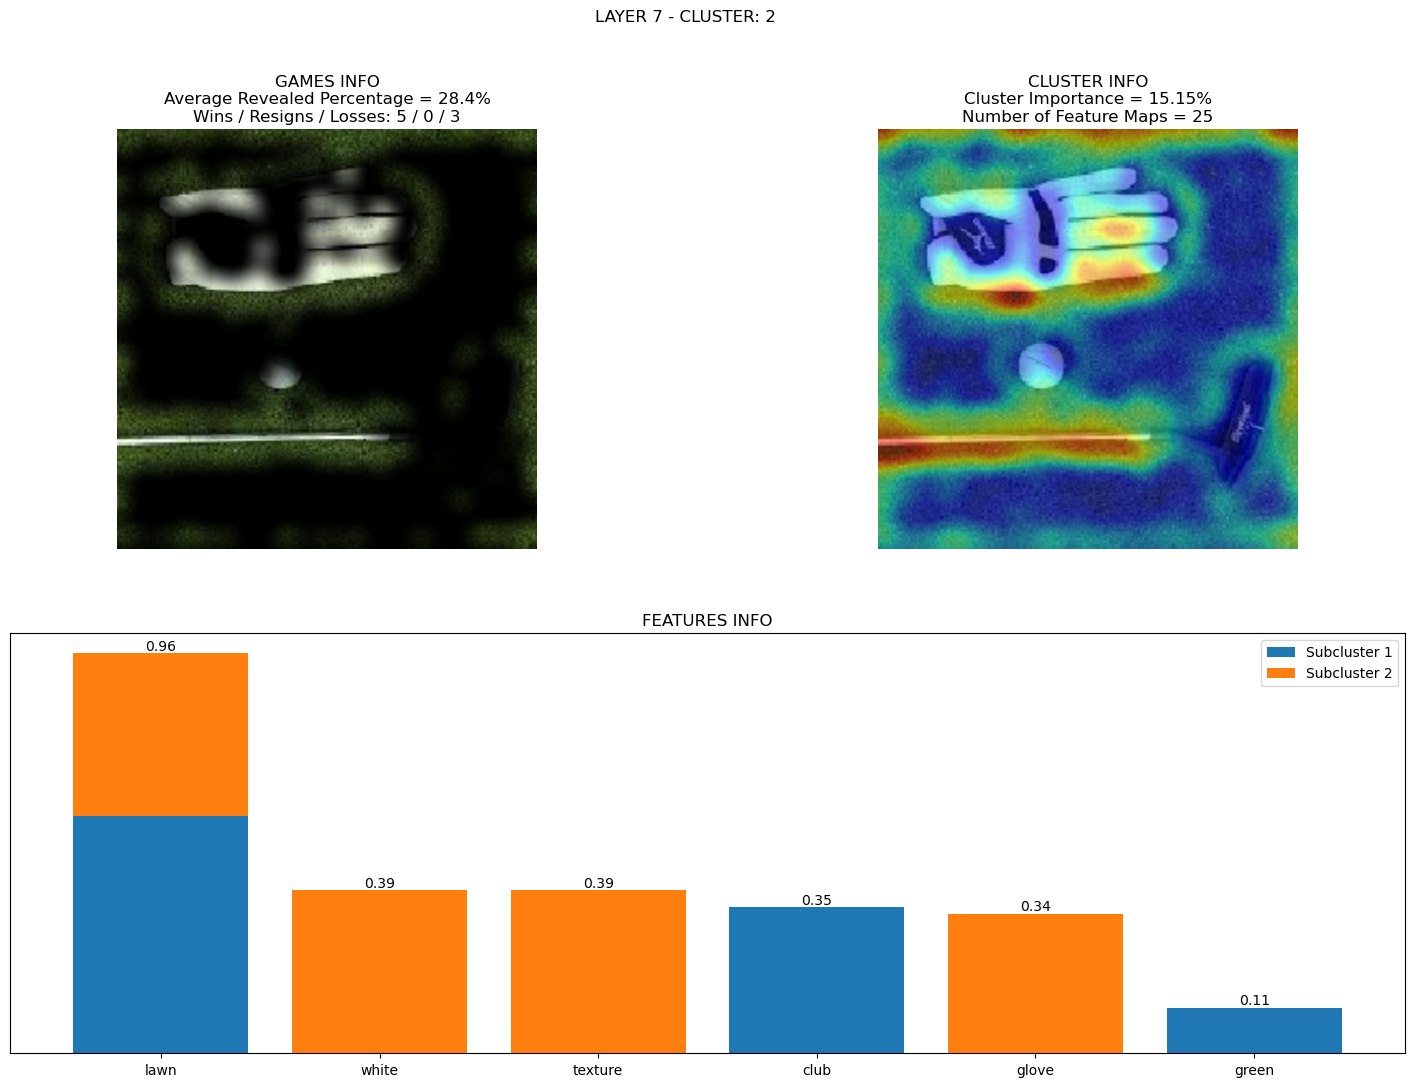 LAYER 7 - CLUSTER: 2
GAMES INFO
Average Revealed Percentage = 28.4%
Wins / Resigns / Losses: 5 / 0 / 3
CLUSTER INFO
Cluster Importance = 15.15%
Number of Feature Maps = 25
FEATURES INFO
Subcluster 1
Subcluster 2
0.96
0.39
0.39
0.35
0.34
0.11
lawn
white
texture
club
glove
green